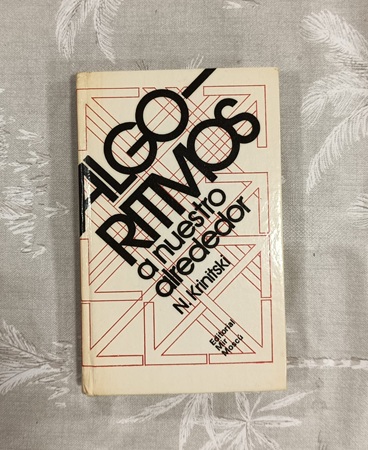 ALGO-
RITMOS
a nuestro
alrededor
N. Krinitski
Editorial
Mir
Moscú